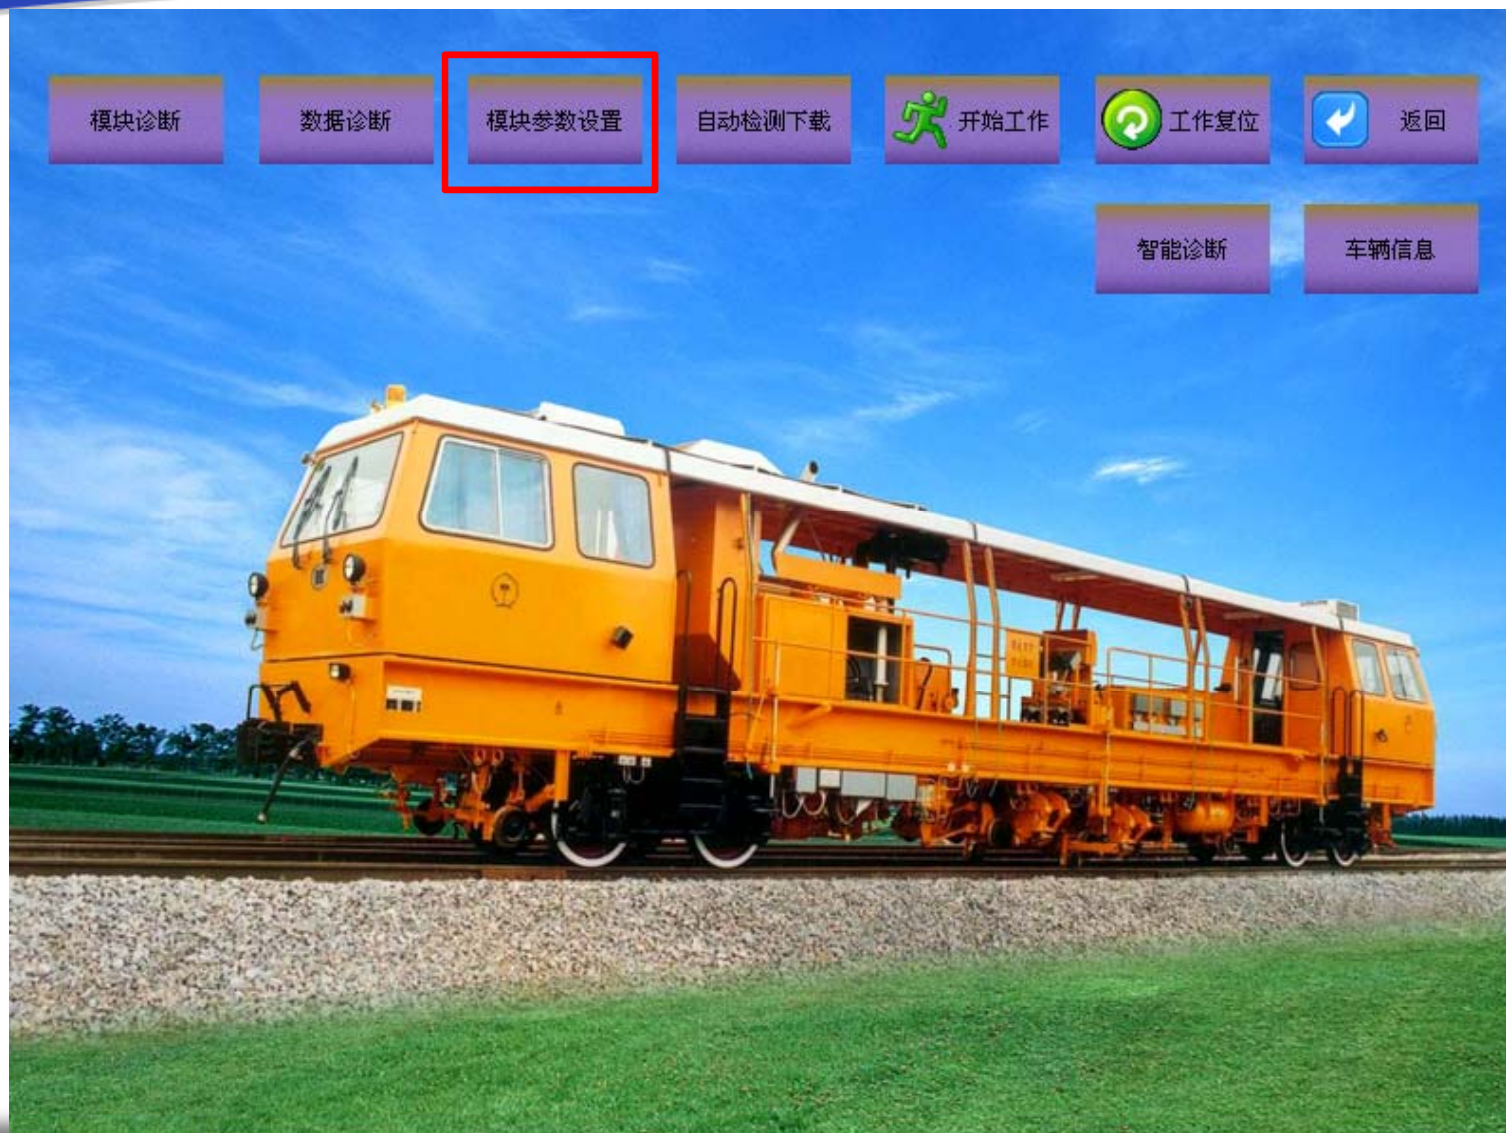 模块诊断
数据诊断
模块参数设置
自动检测下载
开始工作
工作复位
返回
智能诊断
车辆信息